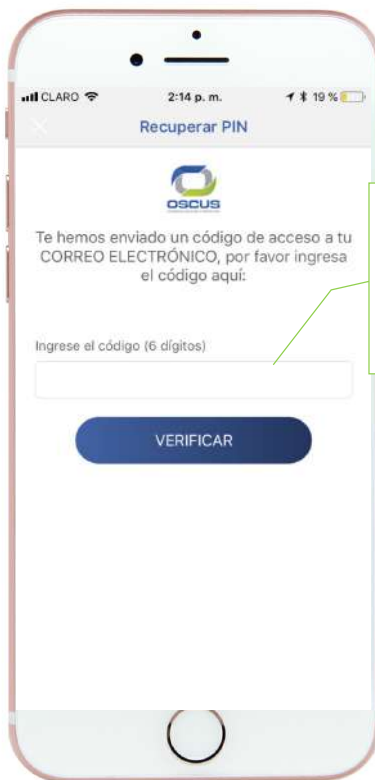 CLARO 2:14 p. m. 19 %
Recuperar PIN
OSCUS
Te hemos enviado un código de acceso a tu
CORREO ELECTRÓNICO, por favor ingresa
el código aquí:
Ingrese el código (6 dígitos)
VERIFICAR